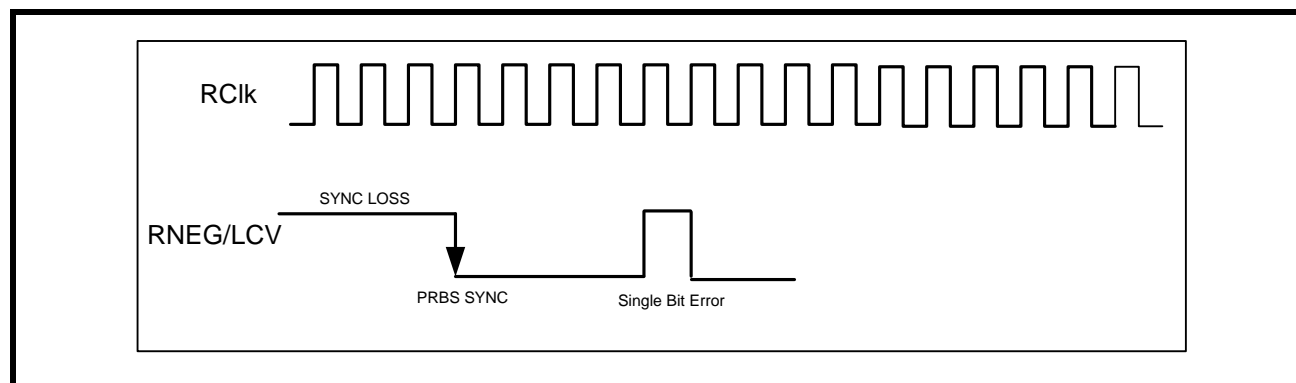 RClk
SYNC LOSS
RNEG/LCV
PRBS SYNC
Single Bit Error